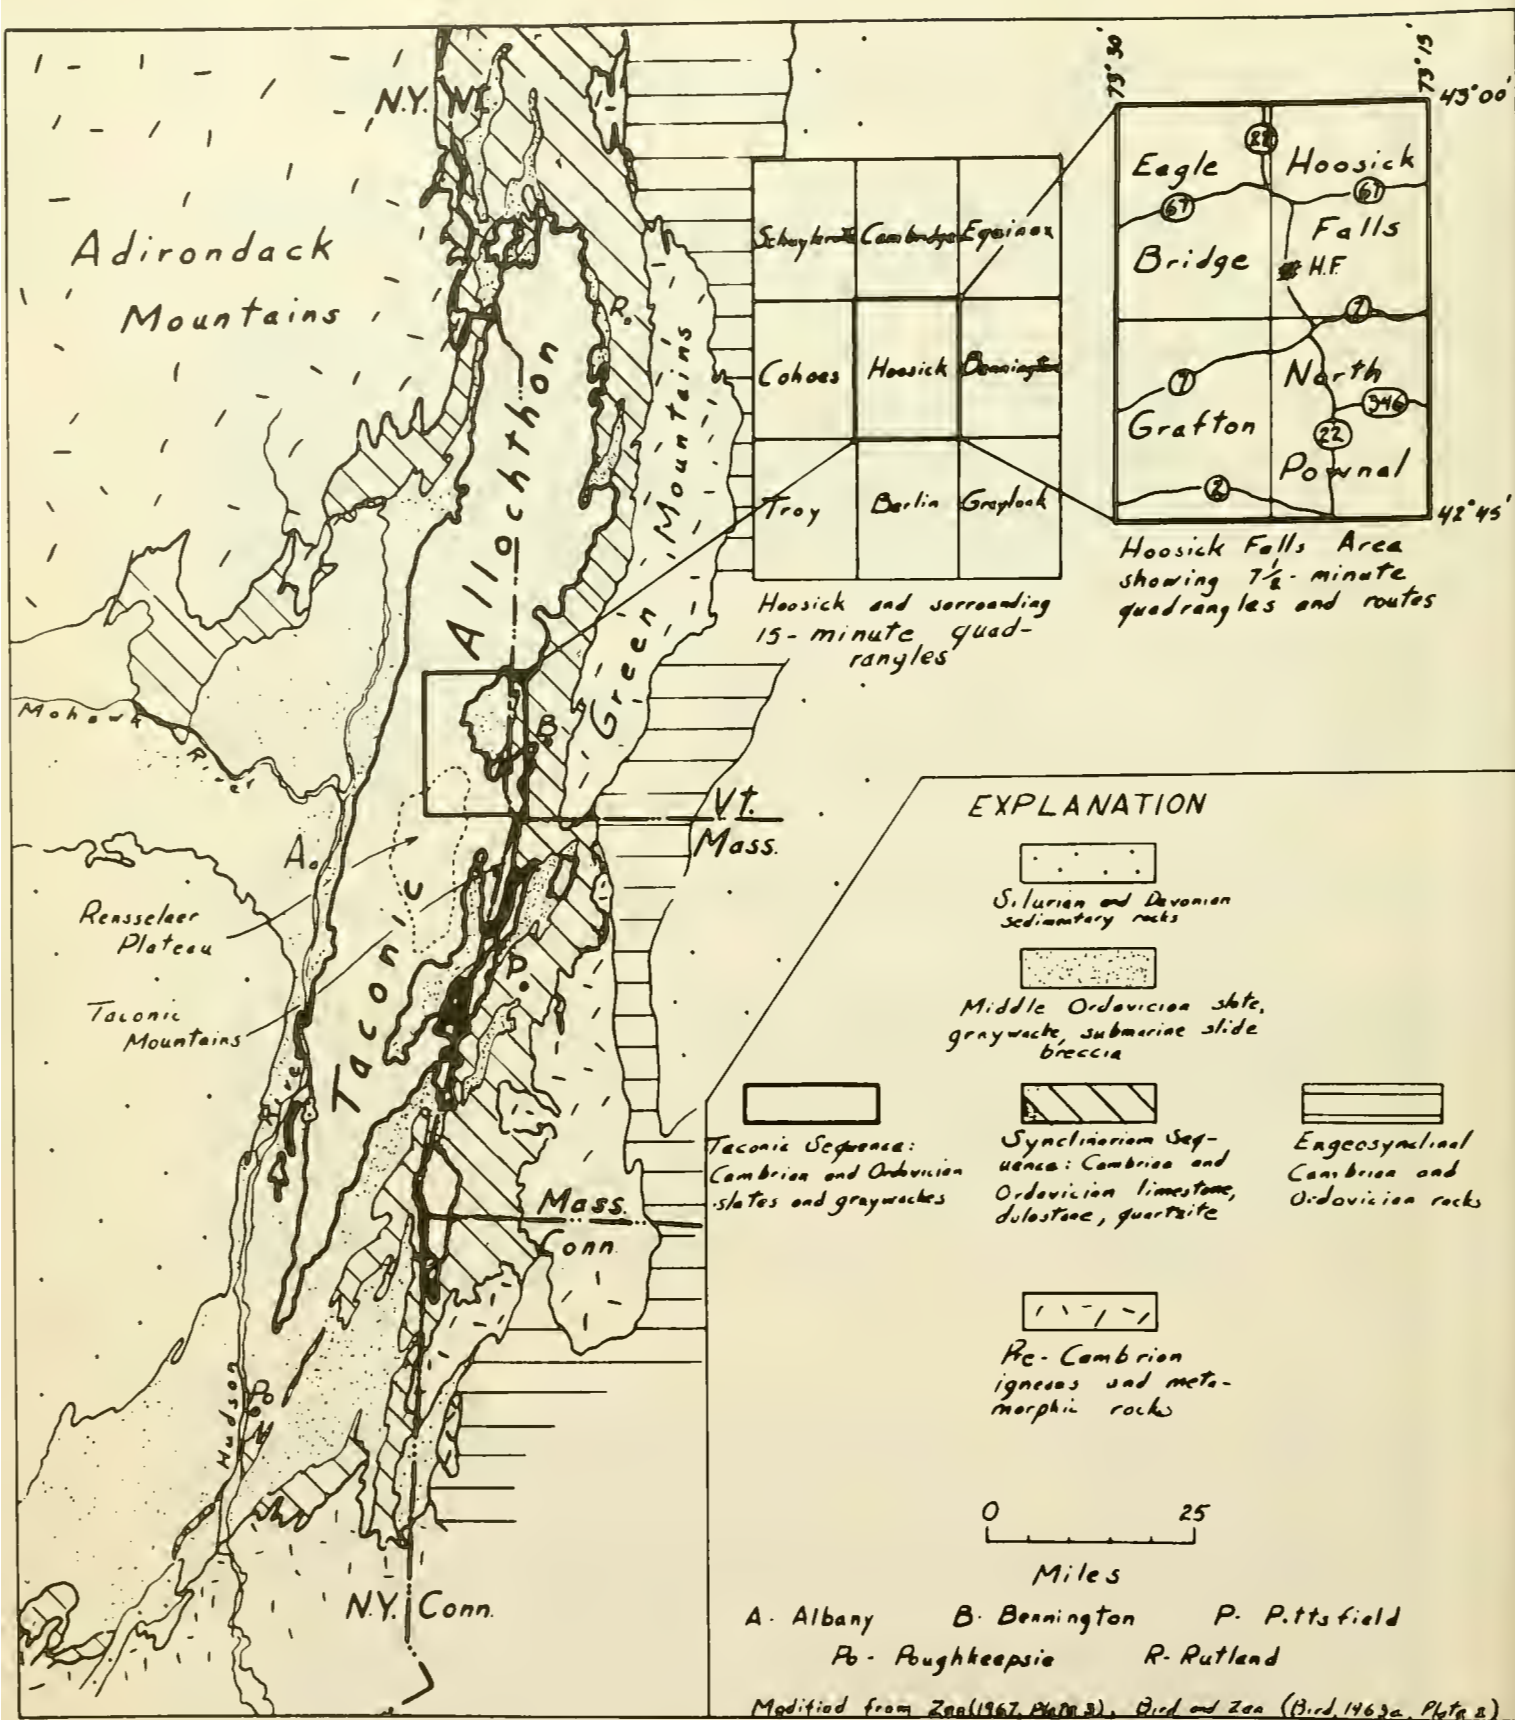 N.Y. Vt.
Adirondack
Mountains
R.
Allochthon
Green Mountains
B.
Mohawk
River
A.
Rensselaer
Plateau
Taconic
Mountains
Taconic
P.
Vt.
Mass.
River
Mass.
Conn.
Hudson
Po
N.Y. Conn.
Schuylerville Cambridge Equinox
Cohoes Hoosick Bennington
Troy Berlin Greylock
Hoosick and surrounding
15-minute quad-
rangles
73°30' 73°15'
43°00'
22
Eagle Hoosick
67 67
Falls
Bridge H.F.
7
North
7 346
Grafton
22
Pownal
2
42°45'
Hoosick Falls Area
showing 7½-minute
quadrangles and routes
EXPLANATION
Silurian and Devonian
sedimentary rocks
Middle Ordovician slate,
graywacke, submarine slide
breccia
Taconic Sequence:
Cambrian and Ordovician
slates and graywackes
Synclinorium Seq-
uence: Cambrian and
Ordovician limestone,
dolostone, quartzite
Eugeosynclinal
Cambrian and
Ordovician rocks
Pre-Cambrian
igneous and meta-
morphic rocks
0 25
Miles
A- Albany B- Bennington P- Pittsfield
Po- Poughkeepsie R- Rutland
Modified from Zen (1967, Plate), Bird and Zen (Bird, Plate 2)